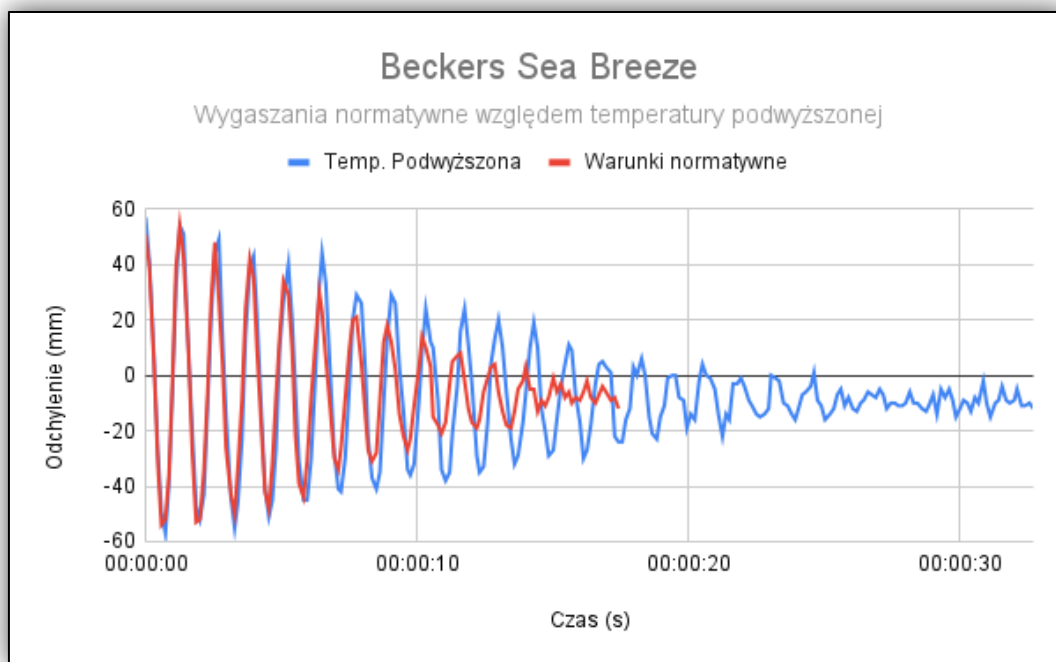 Beckers Sea Breeze
Wygaszania normatywne względem temperatury podwyższonej
Temp. Podwyższona Warunki normatywne
Odchylenie (mm)
60
40
20
0
-20
-40
-60
00:00:00 00:00:10 00:00:20 00:00:30
Czas (s)